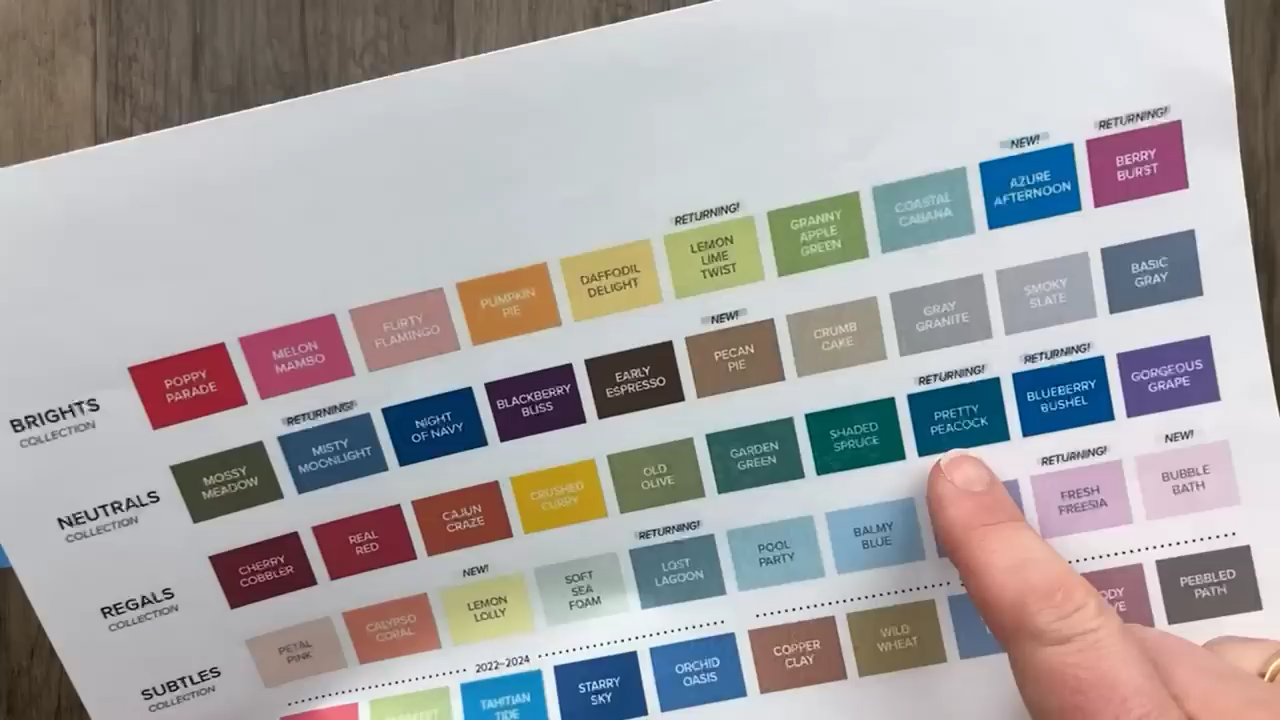 BRIGHTS
COLLECTION
POPPY
PARADE
MELON
MAMBO
FLIRTY
FLAMINGO
PUMPKIN
PIE
DAFFODIL
DELIGHT
RETURNING!
LEMON
LIME
TWIST
GRANNY
APPLE
GREEN
COASTAL
CABANA
NEW!
AZURE
AFTERNOON
RETURNING!
BERRY
BURST
NEUTRALS
COLLECTION
MOSSY
MEADOW
RETURNING!
MISTY
MOONLIGHT
NIGHT
OF NAVY
BLACKBERRY
BLISS
EARLY
ESPRESSO
NEW!
PECAN
PIE
CRUMB
CAKE
GRAY
GRANITE
SMOKY
SLATE
BASIC
GRAY
REGALS
COLLECTION
CHERRY
COBBLER
REAL
RED
CAJUN
CRAZE
CRUSHED
CURRY
OLD
OLIVE
GARDEN
GREEN
SHADED
SPRUCE
RETURNING!
PRETTY
PEACOCK
RETURNING!
BLUEBERRY
BUSHEL
GORGEOUS
GRAPE
SUBTLES
COLLECTION
PETAL
PINK
CALYPSO
CORAL
NEW!
LEMON
LOLLY
SOFT
SEA
FOAM
RETURNING!
LOST
LAGOON
POOL
PARTY
BALMY
BLUE
RETURNING!
FRESH
FREESIA
NEW!
BUBBLE
BATH
2022–2024
TAHITIAN
TIDE
STARRY
SKY
ORCHID
OASIS
COPPER
CLAY
WILD
WHEAT
PEBBLED
PATH